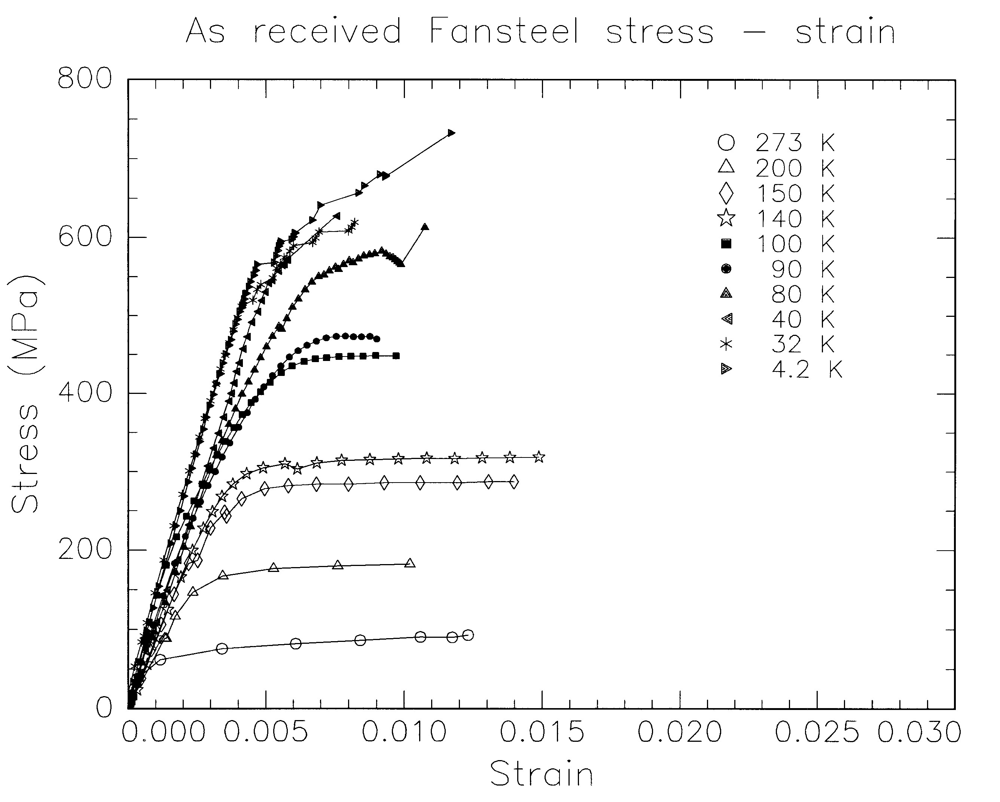 As received Fansteel stress – strain
800
600
400
200
0
Stress (MPa)
273 K
200 K
150 K
140 K
100 K
90 K
80 K
40 K
32 K
4.2 K
0.000 0.005 0.010 0.015 0.020 0.025 0.030
Strain